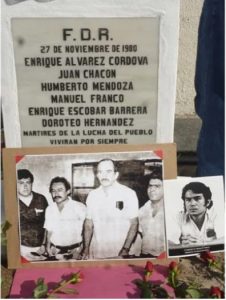 F.D.R.
27 DE NOVIEMBRE DE 1980
ENRIQUE ALVAREZ CORDOVA
JUAN CHACON
HUMBERTO MENDOZA
MANUEL FRANCO
ENRIQUE ESCOBAR BARRERA
DOROTEO HERNANDEZ
MARTIRES DE LA LUCHA DEL PUEBLO
VIVIRAN POR SIEMPRE